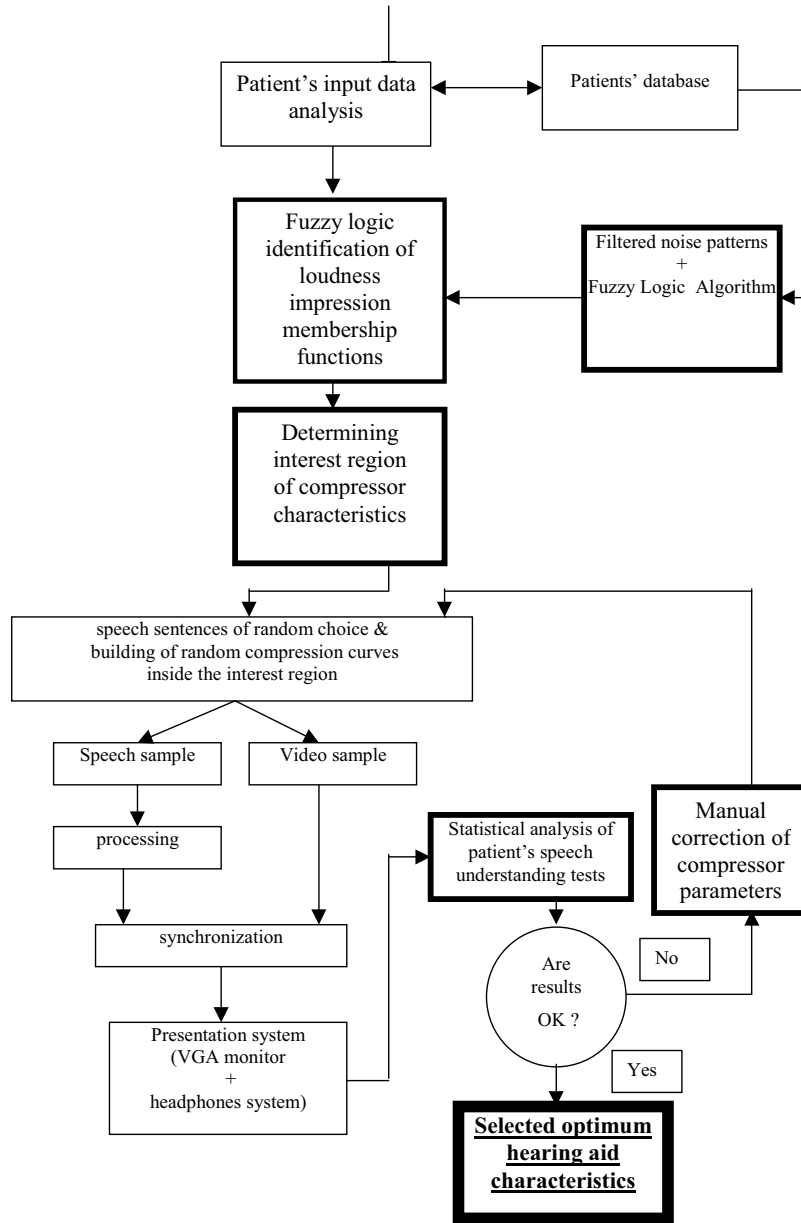 Patient's input data
analysis
Patients' database
Fuzzy logic
identification of
loudness
impression
membership
functions
Filtered noise patterns
+
Fuzzy Logic Algorithm
Determining
interest region
of compressor
characteristics
speech sentences of random choice &
building of random compression curves
inside the interest region
Speech sample
Video sample
processing
synchronization
Presentation system
(VGA monitor
+
headphones system)
Statistical analysis of
patient's speech
understanding tests
Manual
correction of
compressor
parameters
Are
results
OK ?
No
Yes
Selected optimum
hearing aid
characteristics